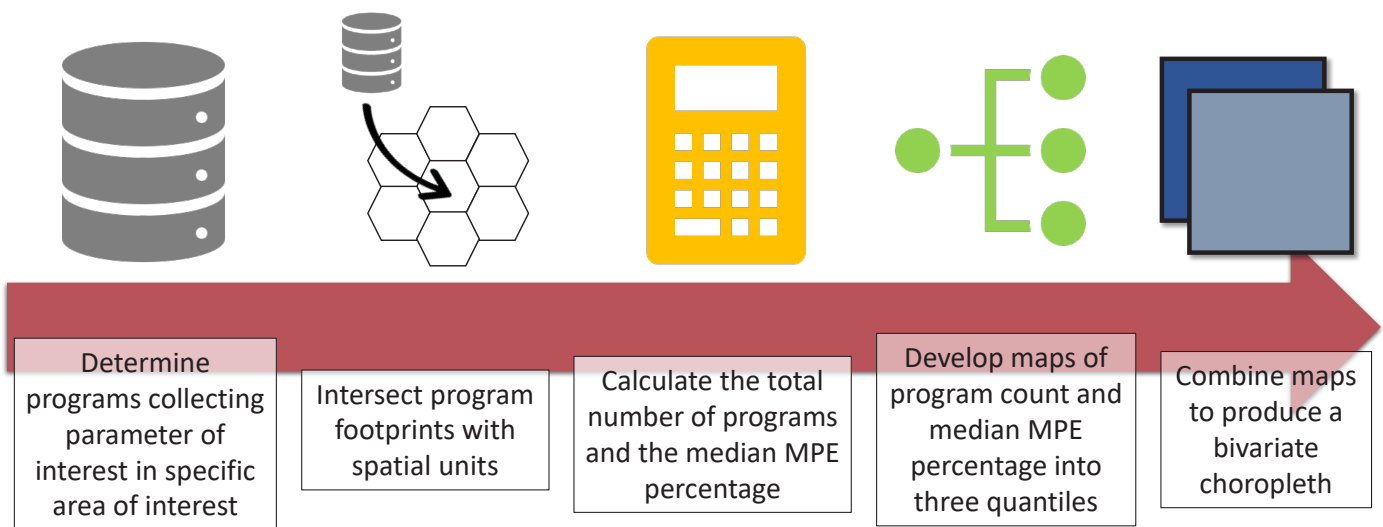 Determine
programs collecting
parameter of
interest in specific
area of interest
Intersect program
footprints with
spatial units
Calculate the total
number of programs
and the median MPE
percentage
Develop maps of
program count and
median MPE
percentage into
three quantiles
Combine maps
to produce a
bivariate
choropleth